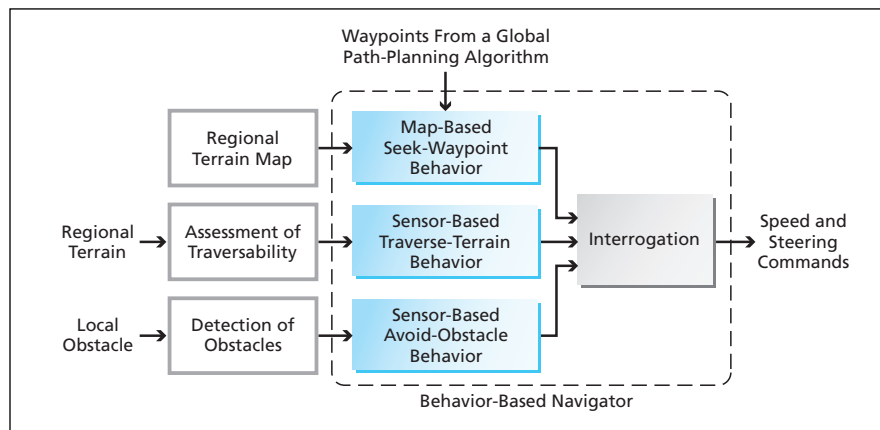 Waypoints From a Global
Path-Planning Algorithm
Regional
Terrain Map
Map-Based
Seek-Waypoint
Behavior
Regional
Terrain
Assessment of
Traversability
Sensor-Based
Traverse-Terrain
Behavior
Interrogation
Speed and
Steering
Commands
Local
Obstacle
Detection of
Obstacles
Sensor-Based
Avoid-Obstacle
Behavior
Behavior-Based Navigator